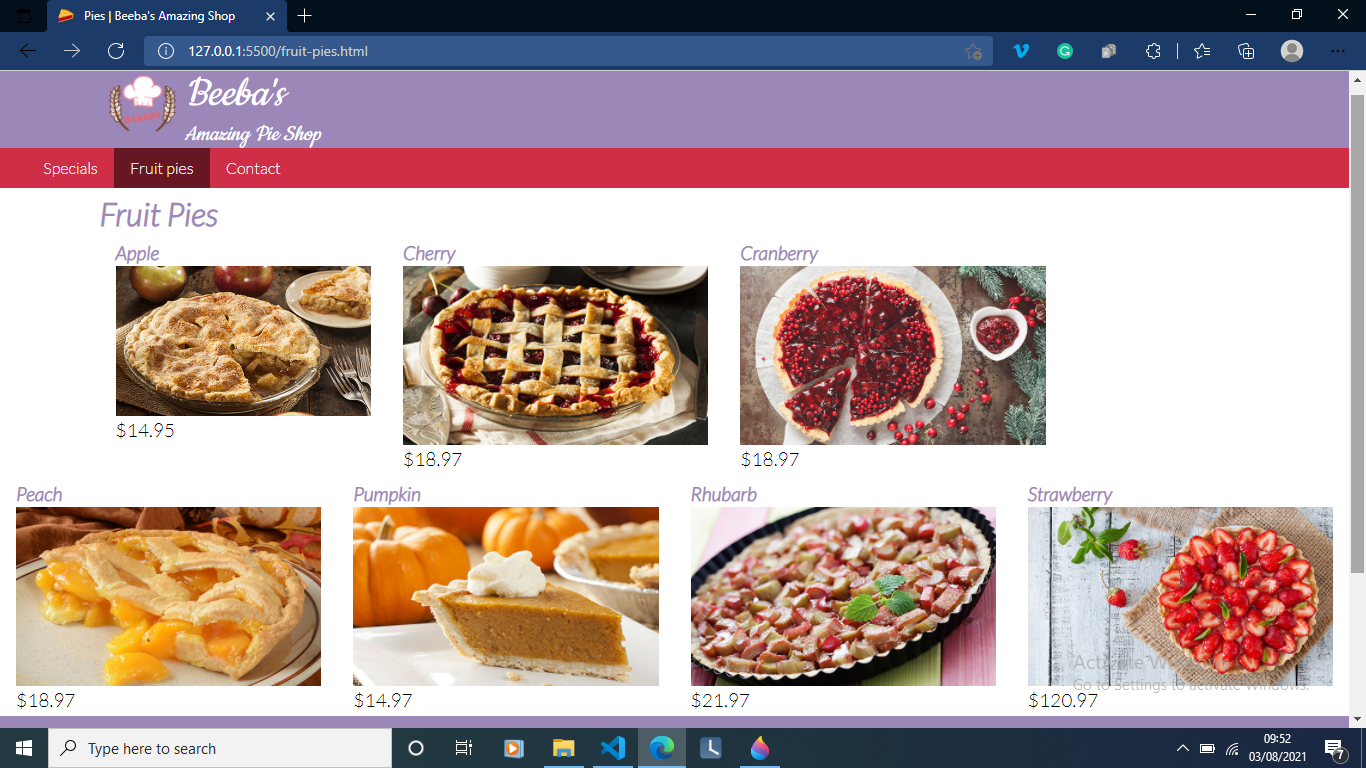 Pies | Beeba's Amazing Shop
127.0.0.1:5500/fruit-pies.html
Beeba's
Amazing Pie Shop
Specials Fruit pies Contact
Fruit Pies
Apple Cherry Cranberry
$14.95 $18.97 $18.97
Peach Pumpkin Rhubarb Strawberry
Activate Windows
Go to Settings to activate Windows.
$18.97 $14.97 $21.97 $120.97
Type here to search
09:52
03/08/2021
7